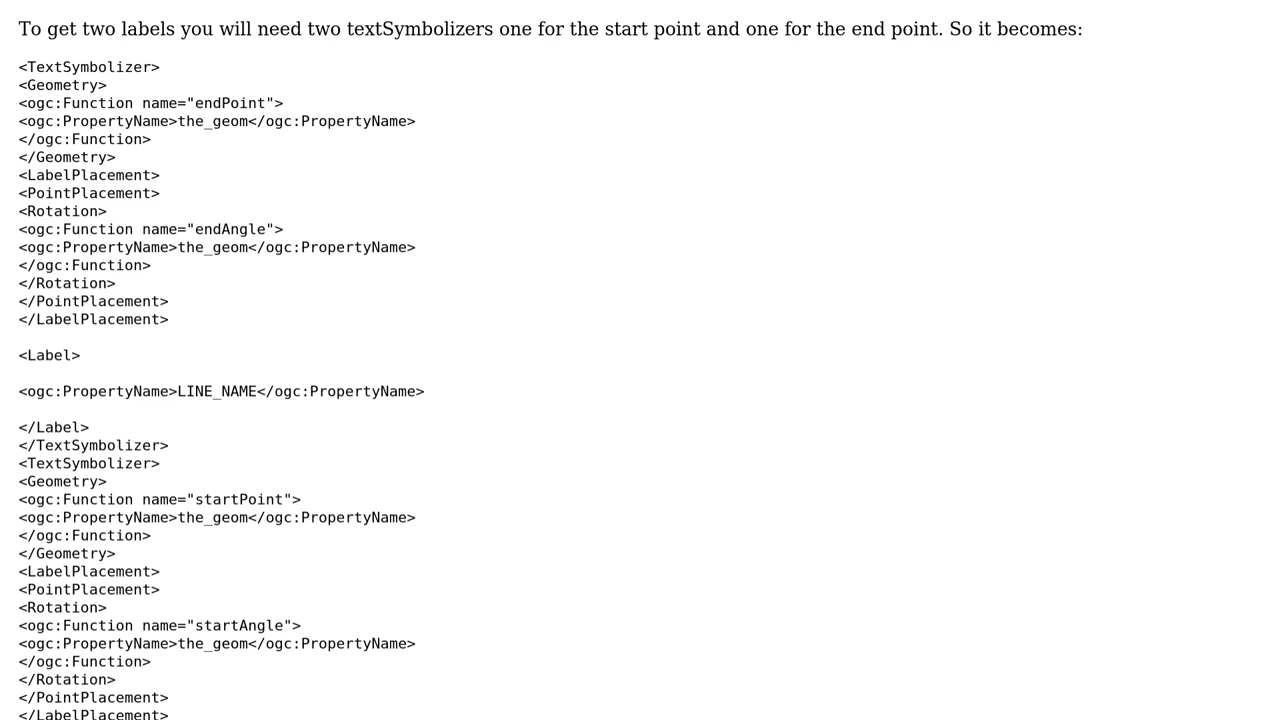 To get two labels you will need two textSymbolizers one for the start point and one for the end point. So it becomes:
<TextSymbolizer>
<Geometry>
<ogc:Function name="endPoint">
<ogc:PropertyName>the_geom</ogc:PropertyName>
</ogc:Function>
</Geometry>
<LabelPlacement>
<PointPlacement>
<Rotation>
<ogc:Function name="endAngle">
<ogc:PropertyName>the_geom</ogc:PropertyName>
</ogc:Function>
</Rotation>
</PointPlacement>
</LabelPlacement>
<Label>
<ogc:PropertyName>LINE_NAME</ogc:PropertyName>
</Label>
</TextSymbolizer>
<TextSymbolizer>
<Geometry>
<ogc:Function name="startPoint">
<ogc:PropertyName>the_geom</ogc:PropertyName>
</ogc:Function>
</Geometry>
<LabelPlacement>
<PointPlacement>
<Rotation>
<ogc:Function name="startAngle">
<ogc:PropertyName>the_geom</ogc:PropertyName>
</ogc:Function>
</Rotation>
</PointPlacement>
</LabelPlacement>